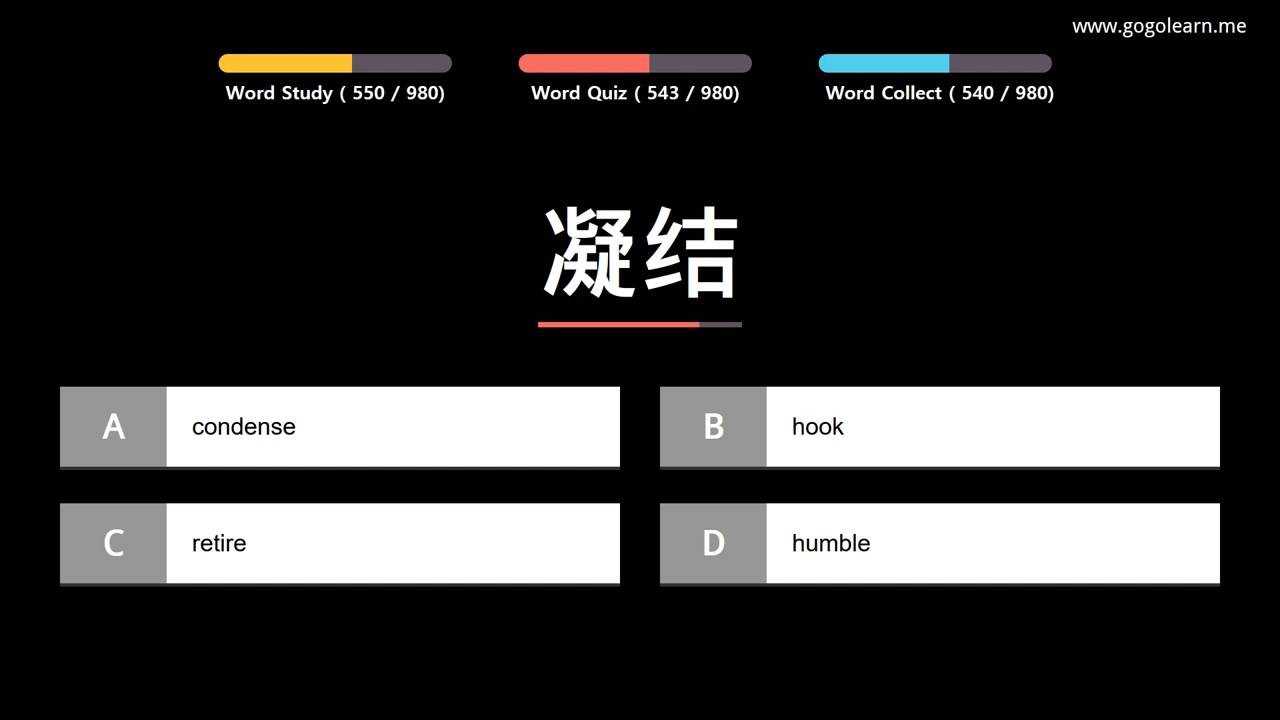 www.gogolearn.me
Word Study ( 550 / 980)
Word Quiz ( 543 / 980)
Word Collect ( 540 / 980)
凝结
A condense
B hook
C retire
D humble